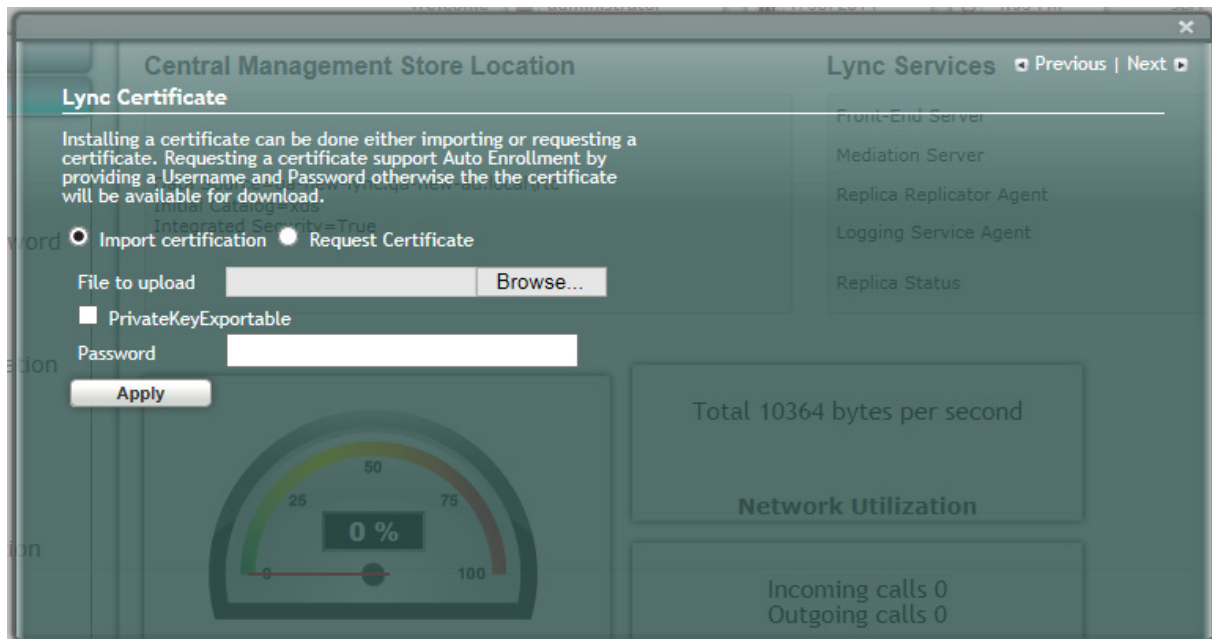 Welcome
administrator
Central Management Store Location
Lync Services
Previous | Next
Lync Certificate
Front-End Server
Installing a certificate can be done either importing or requesting a
certificate. Requesting a certificate support Auto Enrollment by
providing a Username and Password otherwise the the certificate
will be available for download.
Initial Catalog=xds
Integrated Security=True
Mediation Server
Replica Replicator Agent
Logging Service Agent
Replica Status
Import certification Request Certificate
File to upload Browse...
PrivateKeyExportable
Password
Apply
Total 10364 bytes per second
Network Utilization
0 25 50 75 100
0 %
Incoming calls 0
Outgoing calls 0